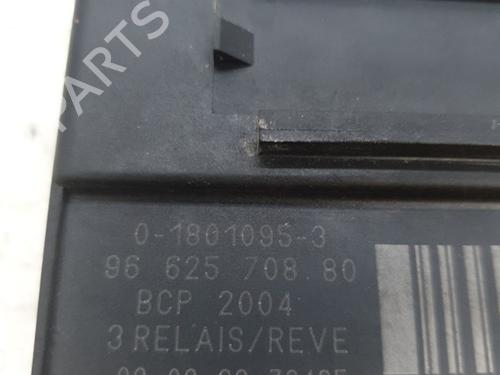 PARTS
0-1801095-3
96 625 708 80
BCP 2004
3 RELAIS/REVE